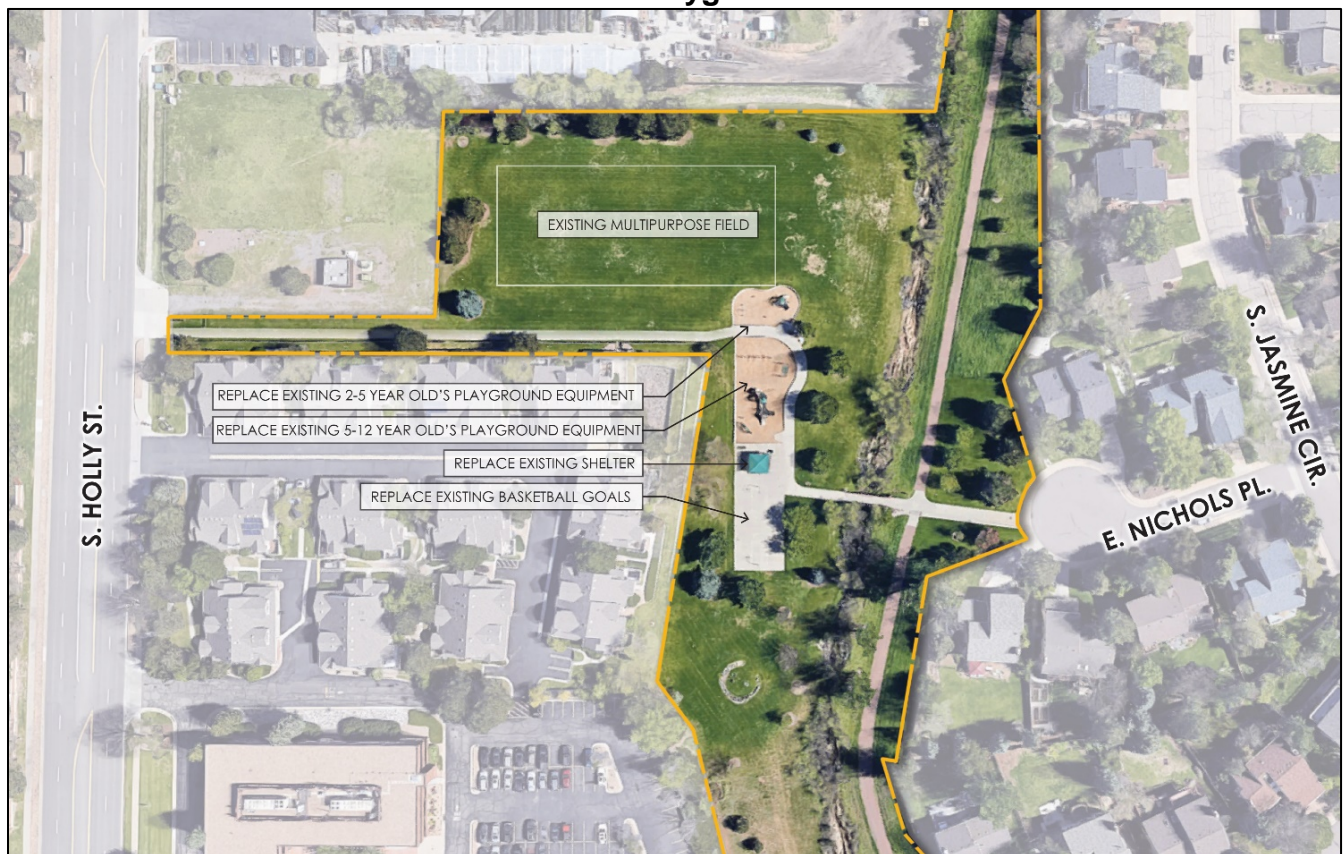 EXISTING MULTIPURPOSE FIELD
REPLACE EXISTING 2-5 YEAR OLD'S PLAYGROUND EQUIPMENT
REPLACE EXISTING 5-12 YEAR OLD'S PLAYGROUND EQUIPMENT
REPLACE EXISTING SHELTER
REPLACE EXISTING BASKETBALL GOALS
S. HOLLY ST.
E. NICHOLS PL.
S. JASMINE CIR.